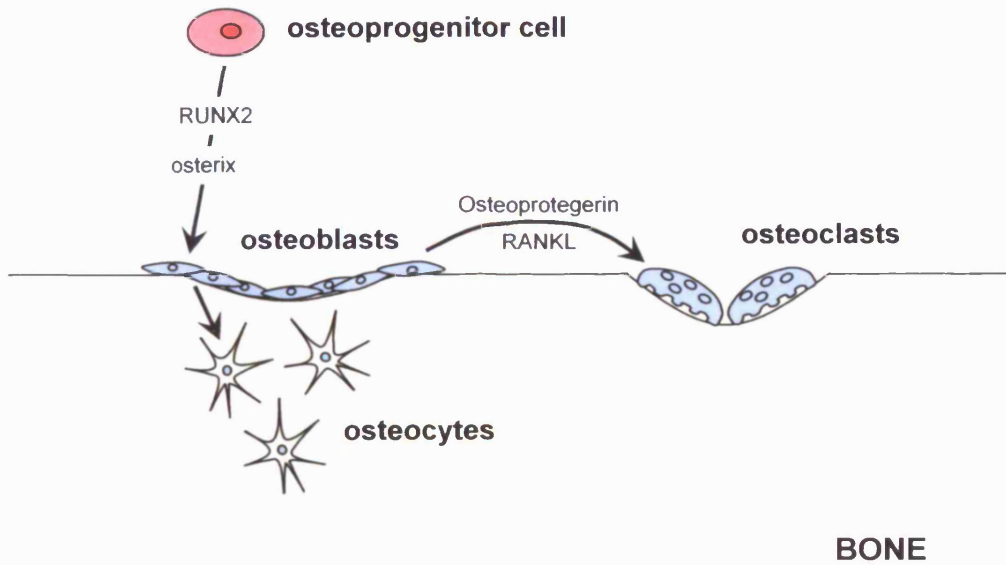 osteoprogenitor cell
RUNX2
osterix
Osteoprotegerin
RANKL
osteoblasts
osteoclasts
osteocytes
BONE